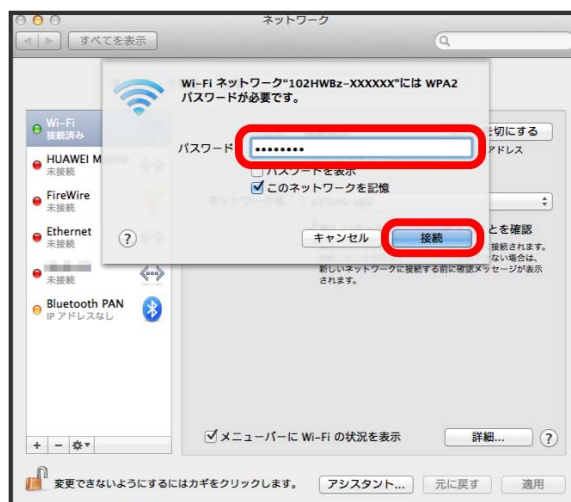 ネットワーク
すべてを表示
Wi-Fi ネットワーク"102HWBz-XXXXXX"には WPA2
パスワードが必要です。
パスワード ••••••••
パスワードを表示
このネットワークを記憶
? キャンセル 接続
Wi-Fi
接続済み
切にする
アドレス
HUAWEI M
未接続
FireWire
未接続
Ethernet
未接続
とを確認
接続されます。
ない場合は、
新しいネットワークに接続する前に確認メッセージが表示
されます。
未接続
Bluetooth PAN
IP アドレスなし
メニューバーに Wi-Fi の状況を表示 詳細... ?
変更できないようにするにはカギをクリックします。 アシスタント... 元に戻す 適用